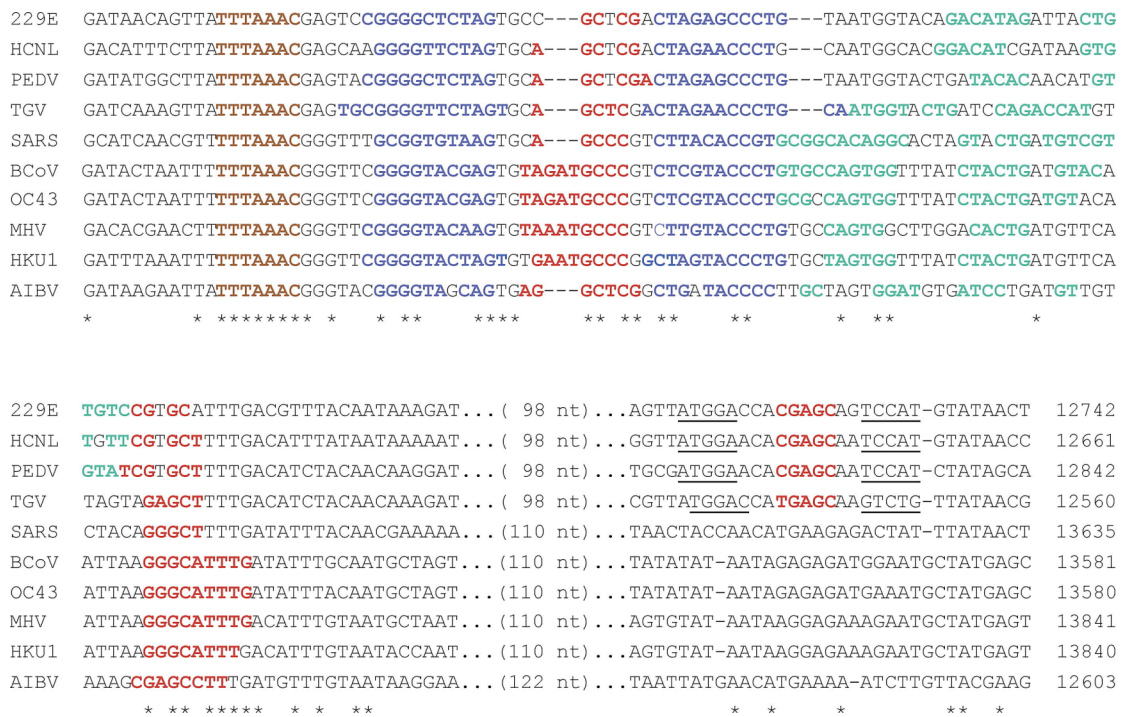 229E GATAACAGTTATTTAAACGAGTCCGGGGCTCTAGTGCC---GCTCGACTAGAGCCCTG---TAATGGTACAGACATAGATTACTG
HCNL GACATTTCTTATTTAAACGAGCAAGGGGTTCTAGTGCA---GCTCGACTAGAACCCTG---CAATGGCACGGACATCGATAAGTG
PEDV GATATGGCTTATTTAAACGAGTACGGGGCTCTAGTGCA---GCTCGACTAGAGCCCTG---TAATGGTACTGATACACAACATGT
TGV GATCAAAGTTATTTAAACGAGTGCGGGGTTCTAGTGCA---GCTCGACTAGAACCCTG---CAATGGTACTGATCCAGACCATGT
SARS GCATCAACGTTTTTAAACGGGTTTGCGGTGTAAGTGCA---GCCCGTCTTACACCGTGCGGCACAGGCACTAGTACTGATGTCGT
BCoV GATACTAATTTTTTAAACGGGTTCGGGGTACGAGTGTAGATGCCCGTCTCGTACCCTGTGCCAGTGGTTTATCTACTGATGTACA
OC43 GATACTAATTTTTTAAACGGGTTCGGGGTACGAGTGTAGATGCCCGTCTCGTACCCTGCGCCAGTGGTTTATCTACTGATGTACA
MHV GACACGAACTTTTTAAACGGGTTCGGGGTACAAGTGTAAATGCCCGTCTTGTACCCTGTGCCAGTGGCTTGGACACTGATGTTCA
HKU1 GATTTAAATTTTTTAAACGGGTTCGGGGTACTAGTGTGAATGCCCGGCTAGTACCCTGTGCTAGTGGTTTATCTACTGATGTTCA
AIBV GATAAGAATTATTTAAACGGGTACGGGGTAGCAGTGAG---GCTCGGCTGATACCCCTTGCTAGTGGATGTGATCCTGATGTTGT
* * ******** * * ** **** ** ** ** ** * ** *
229E TGTCCGTGCATTTGACGTTTACAATAAAGAT...( 98 nt)...AGTTATGGACCACGAGCAGTCCAT-GTATAACT 12742
HCNL TGTTCGTGCTTTTGACATTTATAATAAAAAT...( 98 nt)...GGTTATGGAACACGAGCAATCCAT-GTATAACC 12661
PEDV GTATCGTGCTTTTGACATCTACAACAAGGAT...( 98 nt)...TGCGATGGAACACGAGCAATCCAT-CTATAGCA 12842
TGV TAGTAGAGCTTTTGACATCTACAACAAAGAT...( 98 nt)...CGTTATGGACCATGAGCAAGTCTG-TTATAACG 12560
SARS CTACAGGGCTTTTGATATTTACAACGAAAAA...(110 nt)...TAACTACCAACATGAAGAGACTAT-TTATAACT 13635
BCoV ATTAAGGGCATTTGATATTTGCAATGCTAGT...(110 nt)...TATATAT-AATAGAGAGATGGAATGCTATGAGC 13581
OC43 ATTAAGGGCATTTGATATTTACAATGCTAGT...(110 nt)...TATATAT-AATAGAGAGATGAAATGCTATGAGC 13580
MHV ATTAAGGGCATTTGACATTTGTAATGCTAAT...(110 nt)...AGTGTAT-AATAAGGAGAAGAATGCTATGAGT 13841
HKU1 ATTAAGGGCATTTGACATTTGTAATACCAAT...(110 nt)...AGTGTAT-AATAAGGAGAAAGAATGCTATGAGT 13840
AIBV AAAGCGAGCCTTTGATGTTTGTAATAAGGAA...(122 nt)...TAATTATGAACATGAAAA-ATCTTGTTACGAAG 12603
* ** ***** * * ** * * * ** *